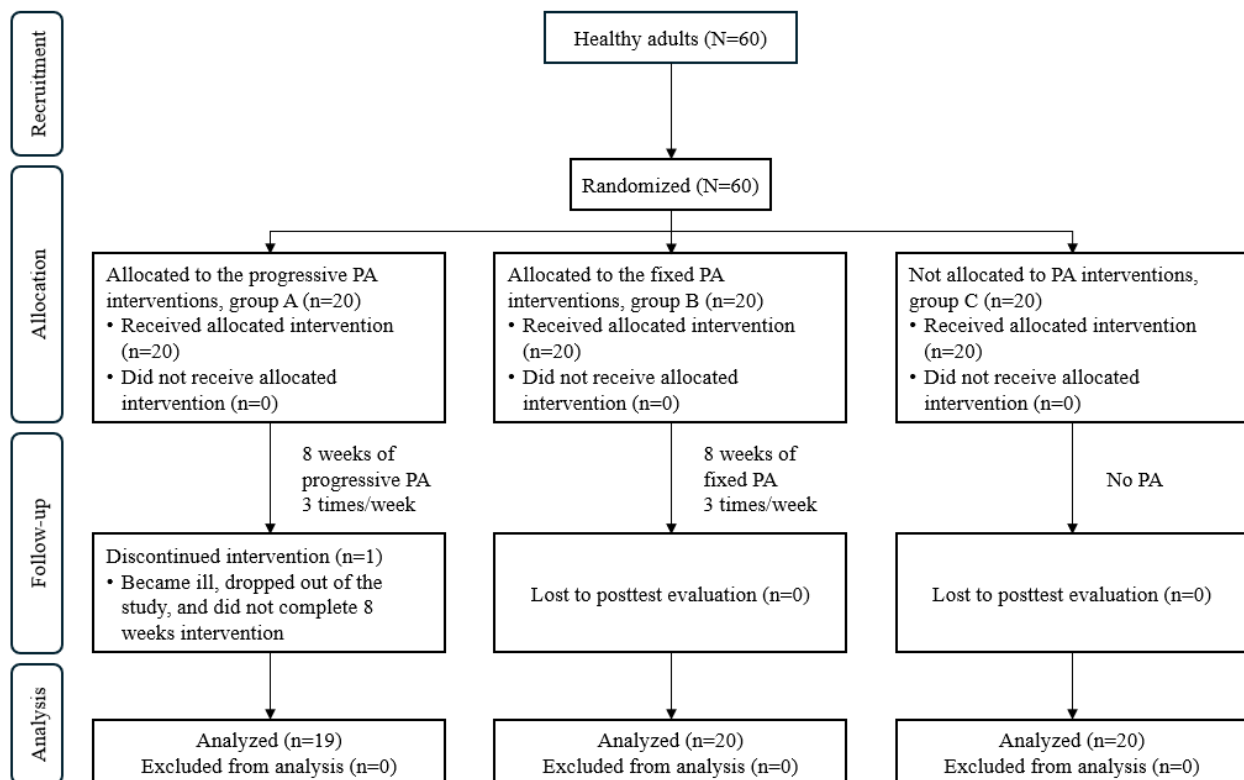 Recruitment
Healthy adults (N=60)
Allocation
Randomized (N=60)
Allocated to the progressive PA
interventions, group A (n=20)
• Received allocated intervention
(n=20)
• Did not receive allocated
intervention (n=0)
Allocated to the fixed PA
interventions, group B (n=20)
• Received allocated intervention
(n=20)
• Did not receive allocated
intervention (n=0)
Not allocated to PA interventions,
group C (n=20)
• Received allocated intervention
(n=20)
• Did not receive allocated
intervention (n=0)
Follow-up
8 weeks of
progressive PA
3 times/week
8 weeks of
fixed PA
3 times/week
No PA
Discontinued intervention (n=1)
• Became ill, dropped out of the
study, and did not complete 8
weeks intervention
Lost to posttest evaluation (n=0)
Lost to posttest evaluation (n=0)
Analysis
Analyzed (n=19)
Excluded from analysis (n=0)
Analyzed (n=20)
Excluded from analysis (n=0)
Analyzed (n=20)
Excluded from analysis (n=0)